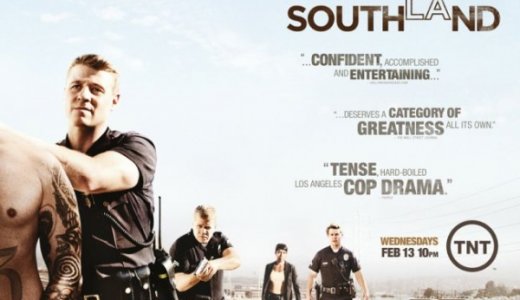 SOUTHLAND
"...CONFIDENT, ACCOMPLISHED
AND ENTERTAINING..."
"...DESERVES A CATEGORY OF
GREATNESS ALL ITS OWN."
"TENSE, HARD-BOILED
LOS ANGELES COP DRAMA."
WEDNESDAYS
FEB 13 10PM
TNT